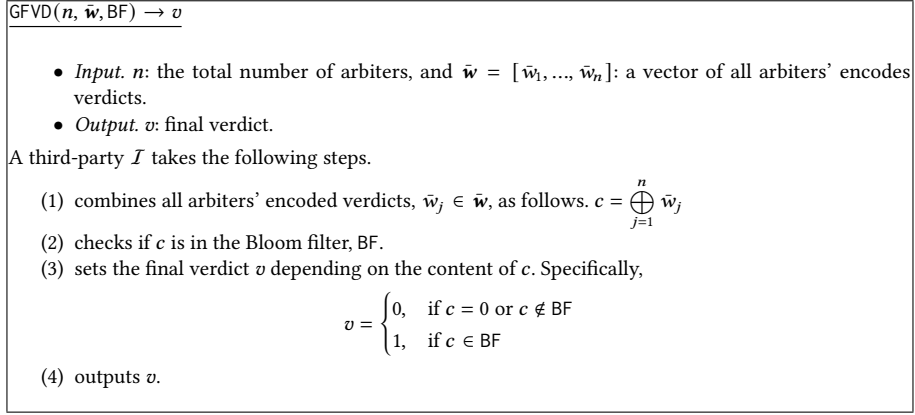 GFVD(n, w̄, BF) → v
• Input. n: the total number of arbiters, and w̄ = [w̄₁, ..., w̄ₙ]: a vector of all arbiters' encodes
verdicts.
• Output. v: final verdict.
A third-party I takes the following steps.
(1) combines all arbiters' encoded verdicts, w̄ⱼ ∈ w̄, as follows. c = ⊕ⁿⱼ₌₁ w̄ⱼ
(2) checks if c is in the Bloom filter, BF.
(3) sets the final verdict v depending on the content of c. Specifically,
v = { 0, if c = 0 or c ∉ BF
1, if c ∈ BF
(4) outputs v.